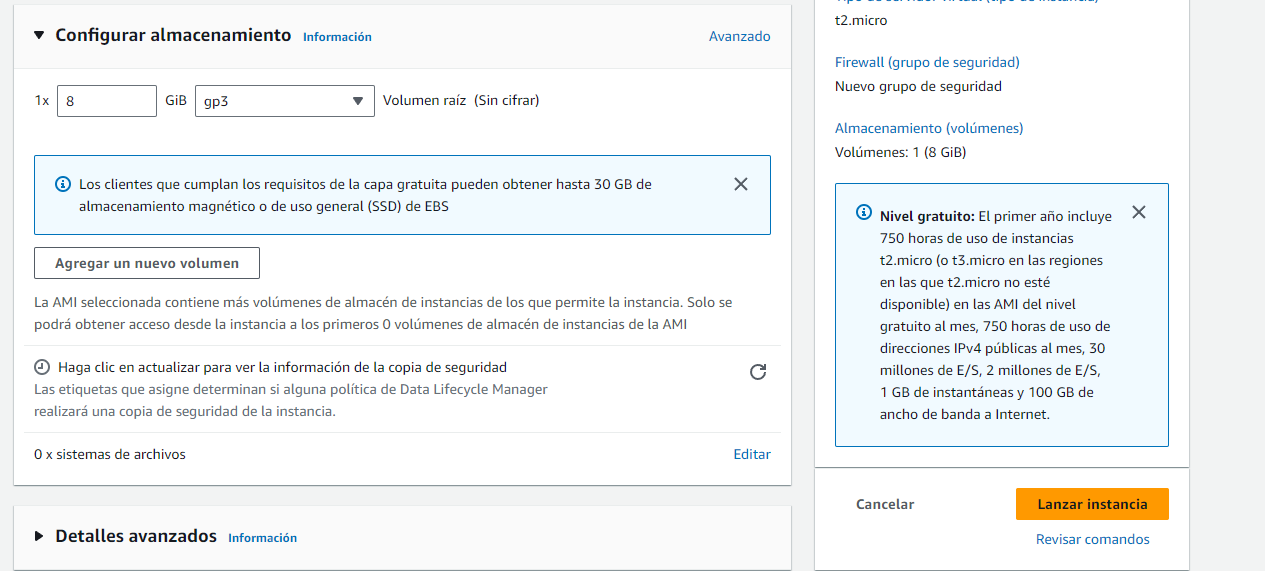 Configurar almacenamiento Información Avanzado
1x 8 GiB gp3 Volumen raíz (Sin cifrar)
Los clientes que cumplan los requisitos de la capa gratuita pueden obtener hasta 30 GB de
almacenamiento magnético o de uso general (SSD) de EBS
Agregar un nuevo volumen
La AMI seleccionada contiene más volúmenes de almacén de instancias de los que permite la instancia. Solo se
podrá obtener acceso desde la instancia a los primeros 0 volúmenes de almacén de instancias de la AMI
Haga clic en actualizar para ver la información de la copia de seguridad
Las etiquetas que asigne determinan si alguna política de Data Lifecycle Manager
realizará una copia de seguridad de la instancia.
0 x sistemas de archivos Editar
Detalles avanzados Información
Tipo de servidor virtual (tipo de instancia)
t2.micro
Firewall (grupo de seguridad)
Nuevo grupo de seguridad
Almacenamiento (volúmenes)
Volúmenes: 1 (8 GiB)
Nivel gratuito: El primer año incluye
750 horas de uso de instancias
t2.micro (o t3.micro en las regiones
en las que t2.micro no esté
disponible) en las AMI del nivel
gratuito al mes, 750 horas de uso de
direcciones IPv4 públicas al mes, 30
millones de E/S, 2 millones de E/S,
1 GB de instantáneas y 100 GB de
ancho de banda a Internet.
Cancelar Lanzar instancia
Revisar comandos